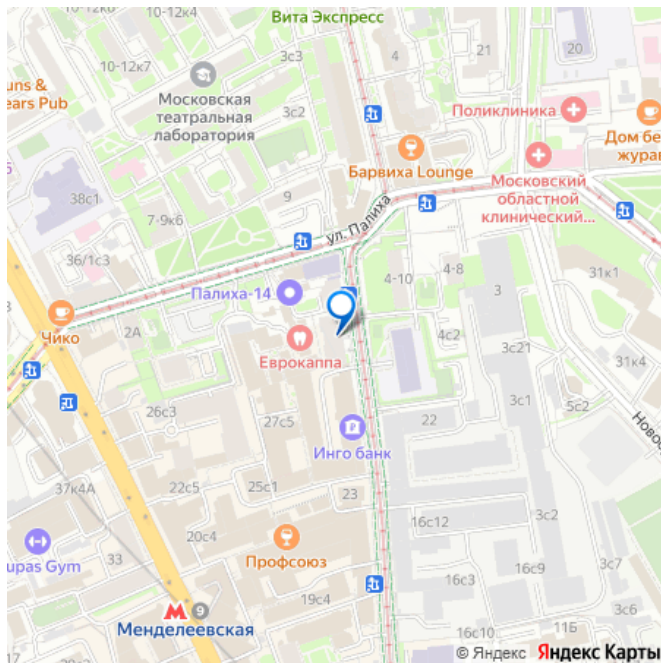 Вита Экспресс
10-12к4
10-12к7
3с3
4
21
20
10-12к6
Московская
театральная
лаборатория
3с2
uns &
ears Pub
Поликлиника
Дом бе
жура
Барвиха Lounge
Московский
областной
клинический...
38с1
9
7-9к6
ул. Палиха
36/1с3
4-10
4-8
31к1
Палиха-14
Чико
2А
Еврокаппа
4с2
3с21
31к4
26с3
27с5
22
3с1
5с2
Новос
Инго банк
37к4А
22с5
25с1
23
20с4
16с12
3с2
upas Gym
33
Профсоюз
16с9
19с4
16с3
3с6
9
Менделеевская
16с10
11Б
© Яндекс Яндекс Карты